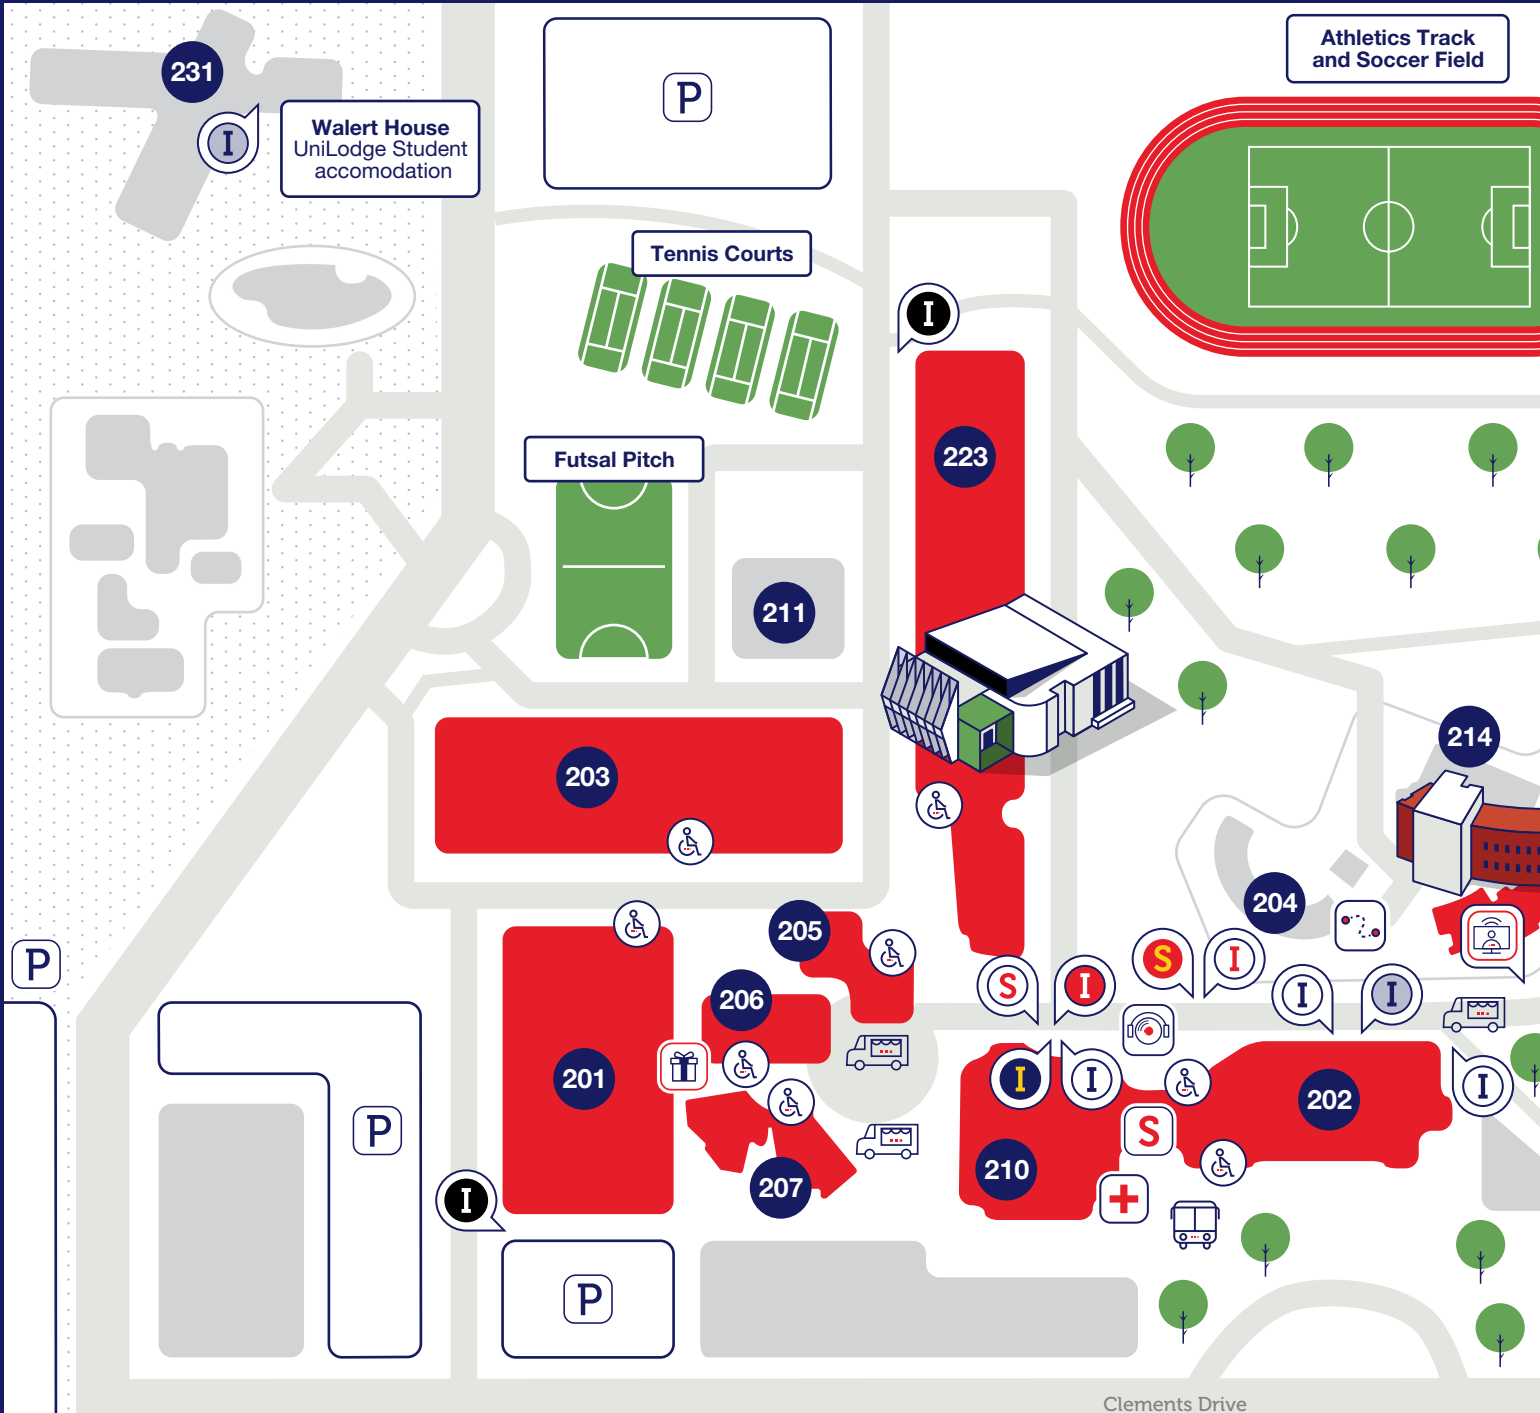 Athletics Track
and Soccer Field
231
P
Walert House
UniLodge Student
accomodation
I
Tennis Courts
I
223
Futsal Pitch
211
214
203
204
205
S
I
S
I
I
I
P
206
201
I
I
202
I
P
S
210
207
I
P
Clements Drive